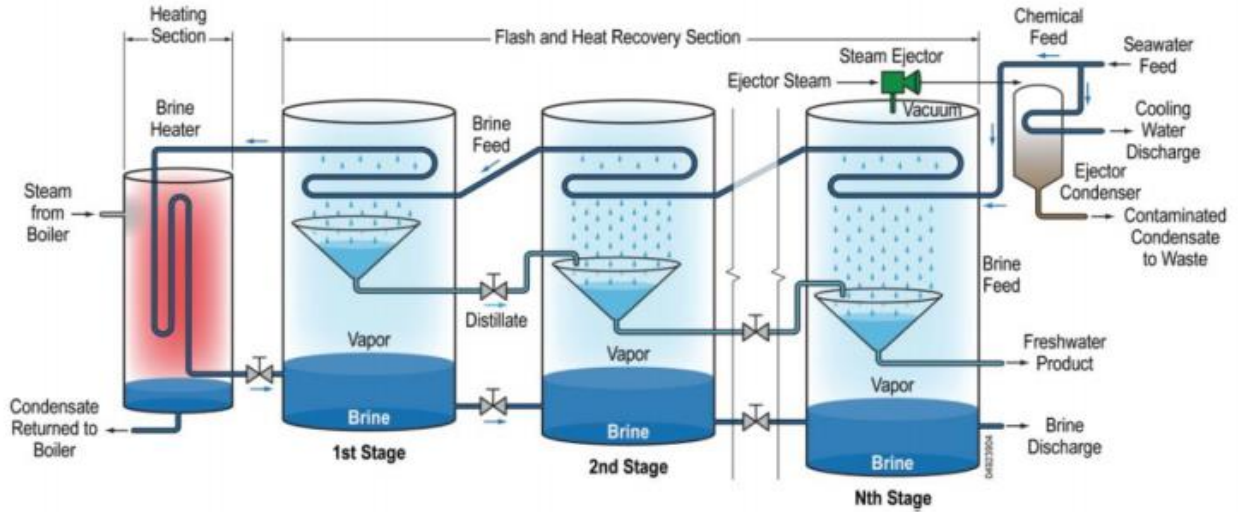 Heating
Section
Flash and Heat Recovery Section
Chemical
Feed
Steam Ejector
Seawater
Feed
Ejector Steam
Vacuum
Brine
Heater
Brine
Feed
Cooling
Water
Discharge
Ejector
Condenser
Steam
from
Boiler
Contaminated
Condensate
to Waste
Brine
Feed
Distillate
Vapor
Vapor
Vapor
Freshwater
Product
Condensate
Returned to
Boiler
Brine
Brine
Brine
Brine
Discharge
1st Stage
2nd Stage
Nth Stage
D4923904